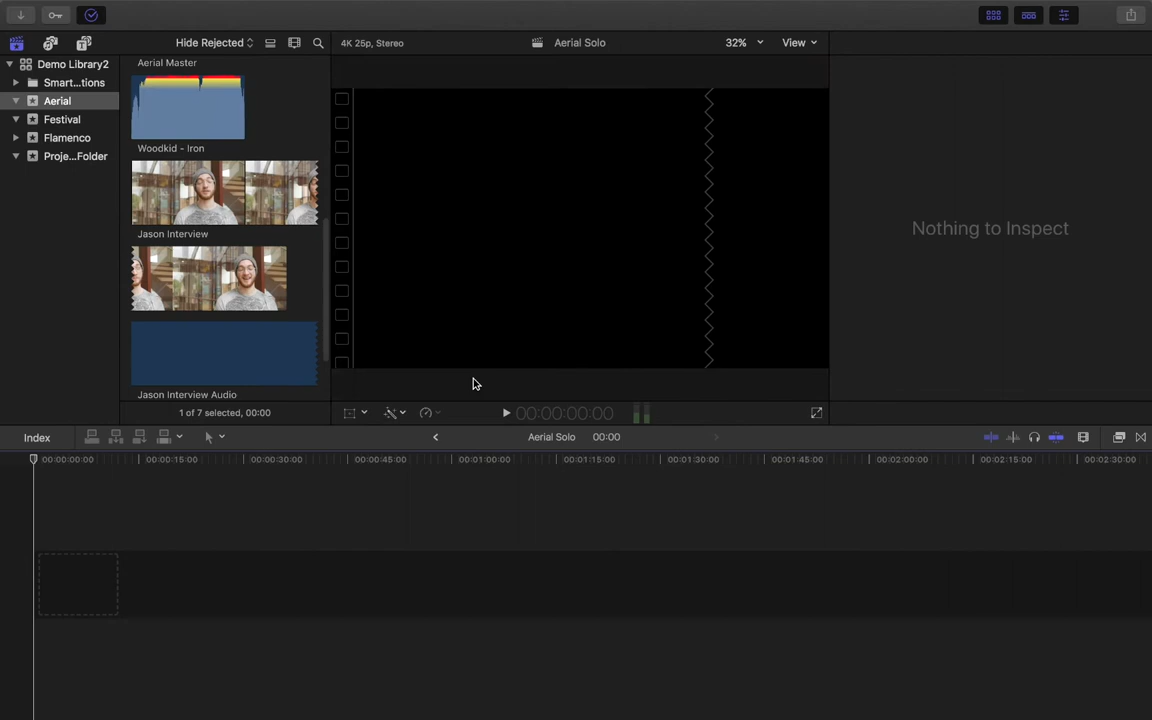 Hide Rejected
4K 25p, Stereo
Aerial Solo
32%
View
Demo Library2
Smart...tions
Aerial
Festival
Flamenco
Proje...Folder
Aerial Master
Woodkid - Iron
Jason Interview
Jason Interview Audio
1 of 7 selected, 00:00
00:00:00:00
Nothing to Inspect
Index
Aerial Solo
00:00
00:00:00:00
00:00:15:00
00:00:30:00
00:00:45:00
00:01:00:00
00:01:15:00
00:01:30:00
00:01:45:00
00:02:00:00
00:02:15:00
00:02:30:00